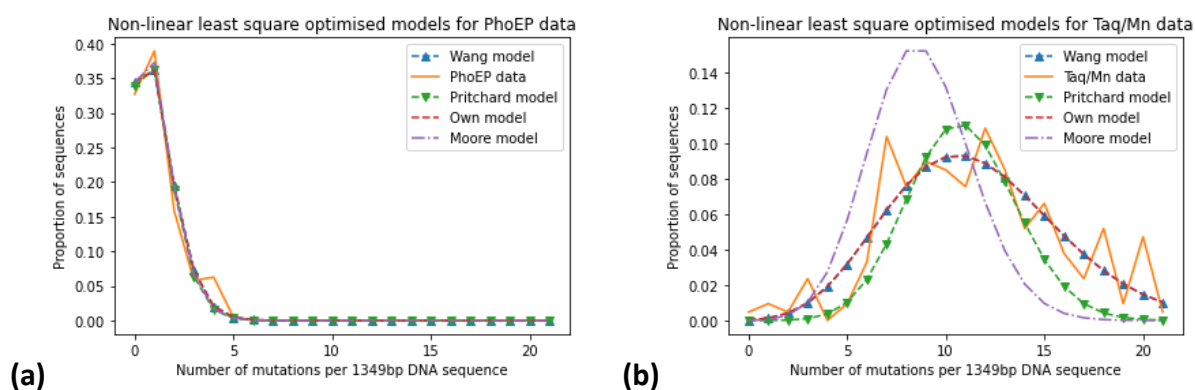 Non-linear least square optimised models for PhoEP data
0.40
0.35
0.30
0.25
0.20
0.15
0.10
0.05
0.00
Proportion of sequences
Wang model
PhoEP data
Pritchard model
Own model
Moore model
0 5 10 15 20
Number of mutations per 1349bp DNA sequence
(a)
Non-linear least square optimised models for Taq/Mn data
0.14
0.12
0.10
0.08
0.06
0.04
0.02
0.00
Proportion of sequences
Wang model
Taq/Mn data
Pritchard model
Own model
Moore model
0 5 10 15 20
Number of mutations per 1349bp DNA sequence
(b)